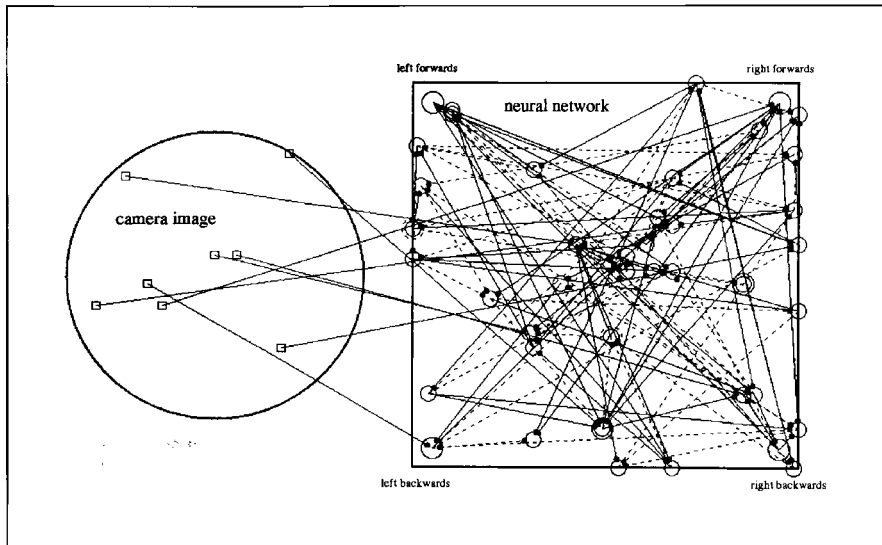 left forwards
right forwards
neural network
camera image
left backwards
right backwards